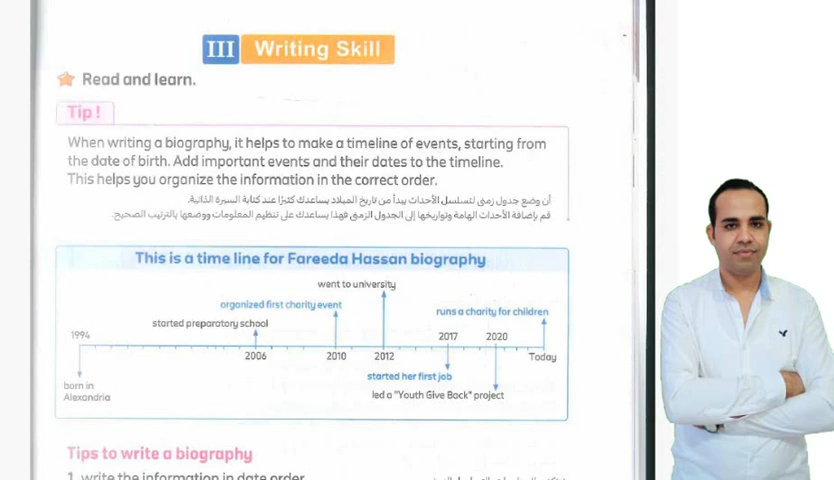 III Writing Skill
Read and learn.
Tip !
When writing a biography, it helps to make a timeline of events, starting from
the date of birth. Add important events and their dates to the timeline.
This helps you organize the information in the correct order.
أن وضع جدول زمني لتسلسل الأحداث يبدأ من تاريخ الميلاد يساعدك كثيرًا عند كتابة السيرة الذاتية.
قم بإضافة الأحداث الهامة وتواريخها إلى الجدول الزمني فهذا يساعدك على تنظيم المعلومات ووضعها بالترتيب الصحيح.
This is a time line for Fareeda Hassan biography
went to university
organized first charity event
runs a charity for children
started preparatory school
1994
2017
2020
2006
2010
2012
Today
started her first job
born in
Alexandria
led a "Youth Give Back" project
Tips to write a biography
1. write the information in date order